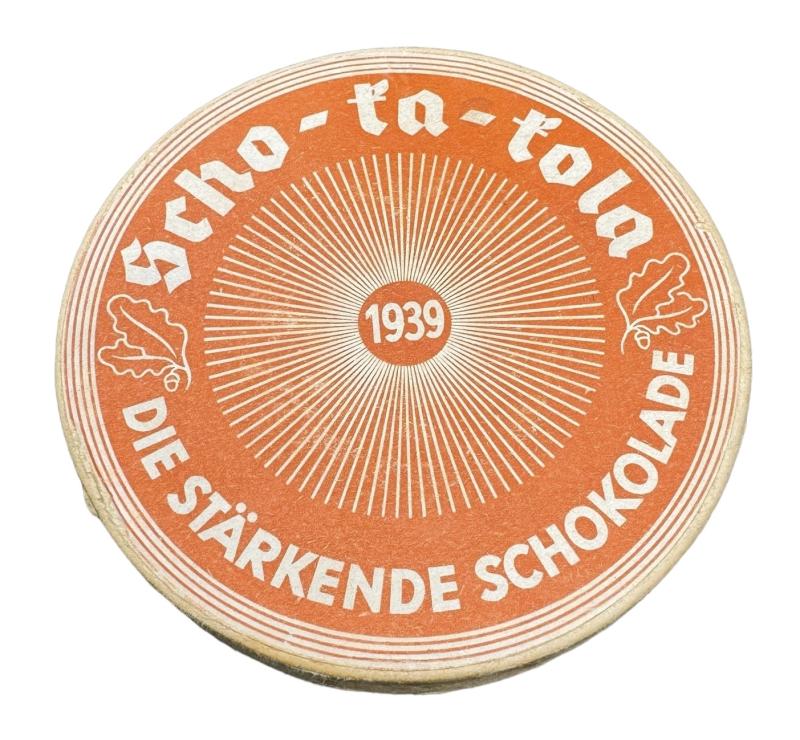 Scho-ka-kola
1939
DIE STÄRKENDE SCHOKOLADE